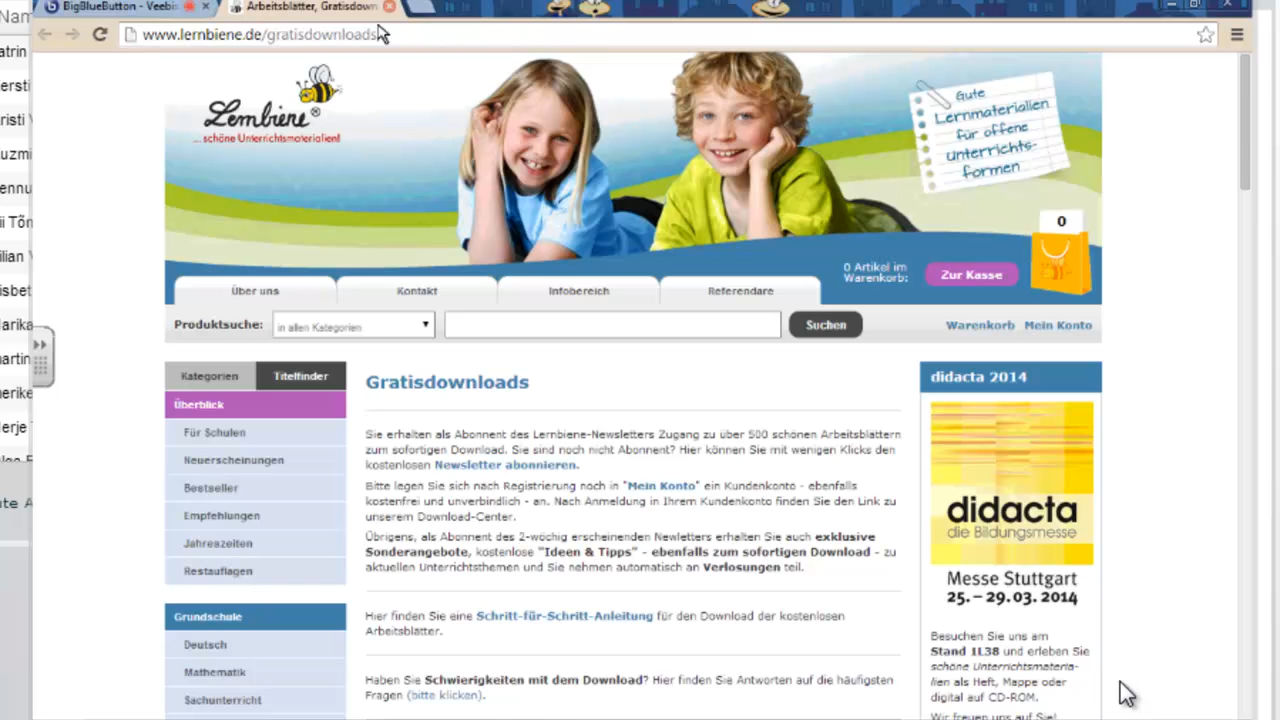 BigBlueButton - Veebis
Arbeitsblätter, Gratisdown
www.lernbiene.de/gratisdownloads
Lernbiene®
... schöne Unterrichtsmaterialien!
Gute
Lernmaterialien
für offene
Unterrichts-
formen
0
0 Artikel im
Warenkorb:
Zur Kasse
Über uns
Kontakt
Infobereich
Referendare
Produktsuche:
in allen Kategorien
Suchen
Warenkorb
Mein Konto
Kategorien
Titelfinder
Überblick
Für Schulen
Neuerscheinungen
Bestseller
Empfehlungen
Jahreszeiten
Restauflagen
Grundschule
Deutsch
Mathematik
Sachunterricht
Gratisdownloads
Sie erhalten als Abonnent des Lernbiene-Newsletters Zugang zu über 500 schönen Arbeitsblättern
zum sofortigen Download. Sie sind noch nicht Abonnent? Hier können Sie mit wenigen Klicks den
kostenlosen Newsletter abonnieren.
Bitte legen Sie sich nach Registrierung noch in "Mein Konto" ein Kundenkonto - ebenfalls
kostenfrei und unverbindlich - an. Nach Anmeldung in Ihrem Kundenkonto finden Sie den Link zu
unserem Download-Center.
Übrigens, als Abonnent des 2-wöchig erscheinenden Newletters erhalten Sie auch exklusive
Sonderangebote, kostenlose "Ideen & Tipps" - ebenfalls zum sofortigen Download - zu
aktuellen Unterrichtsthemen und Sie nehmen automatisch an Verlosungen teil.
Hier finden Sie eine Schritt-für-Schritt-Anleitung für den Download der kostenlosen
Arbeitsblätter.
Haben Sie Schwierigkeiten mit dem Download? Hier finden Sie Antworten auf die häufigsten
Fragen (bitte klicken).
didacta 2014
didacta
die Bildungsmesse
Messe Stuttgart
25. – 29.03. 2014
Besuchen Sie uns am
Stand 1L38 und erleben Sie
schöne Unterrichtsmateria-
lien als Heft, Mappe oder
digital auf CD-ROM.
Wir freuen uns auf Sie!